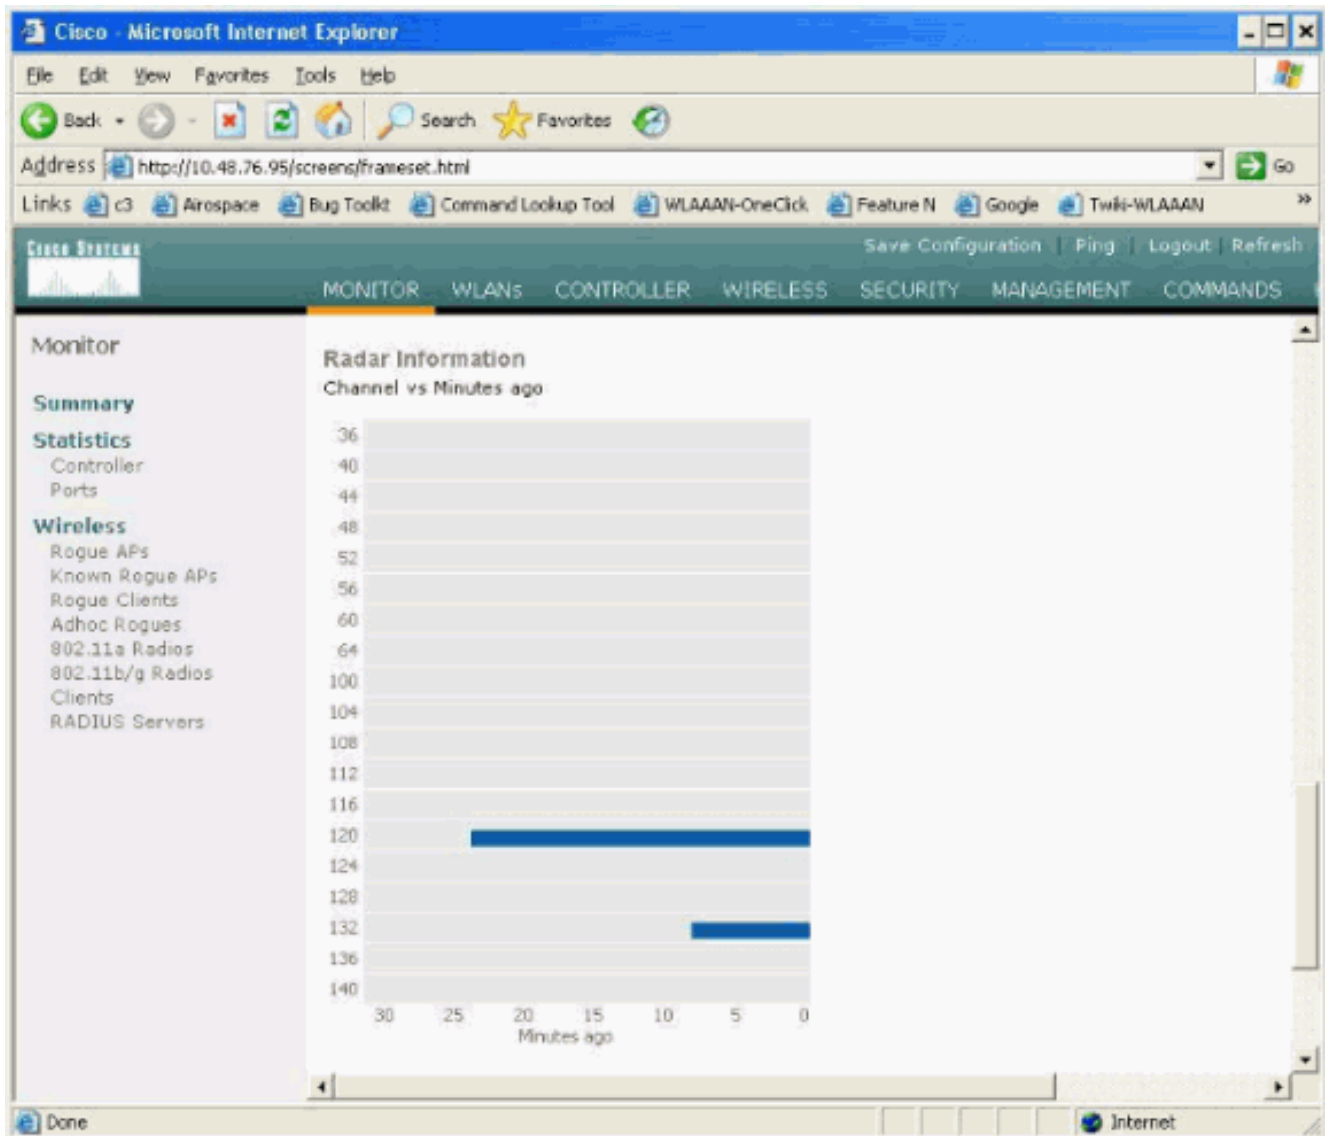 Cisco - Microsoft Internet Explorer
File Edit View Favorites Tools Help
Back Search Favorites
Address http://10.48.76.95/screens/frameset.html Go
Links c3 Airospace Bug Toolkt Command Lookup Tool WLAAAN-OneClick Feature N Google Twiki-WLAAAN »
CISCO SYSTEMS
Save Configuration | Ping | Logout | Refresh
MONITOR WLANs CONTROLLER WIRELESS SECURITY MANAGEMENT COMMANDS
Monitor
Summary
Statistics
Controller
Ports
Wireless
Rogue APs
Known Rogue APs
Rogue Clients
Adhoc Rogues
802.11a Radios
802.11b/g Radios
Clients
RADIUS Servers
Radar Information
Channel vs Minutes ago
36
40
44
48
52
56
60
64
100
104
108
112
116
120
124
128
132
136
140
30 25 20 15 10 5 0
Minutes ago
Done Internet